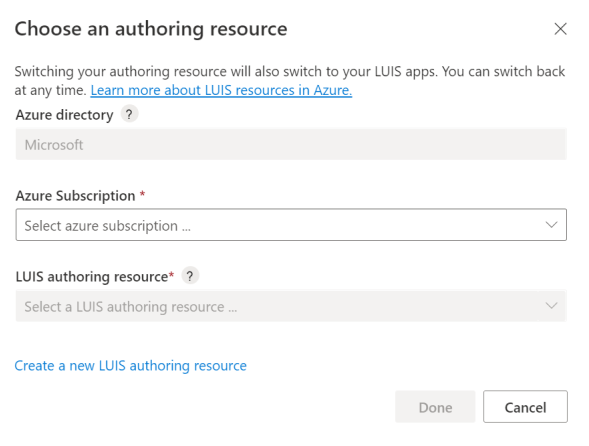 Choose an authoring resource
Switching your authoring resource will also switch to your LUIS apps. You can switch back
at any time. Learn more about LUIS resources in Azure.
Azure directory ?
Microsoft
Azure Subscription *
Select azure subscription ...
LUIS authoring resource* ?
Select a LUIS authoring resource ...
Create a new LUIS authoring resource
Done Cancel